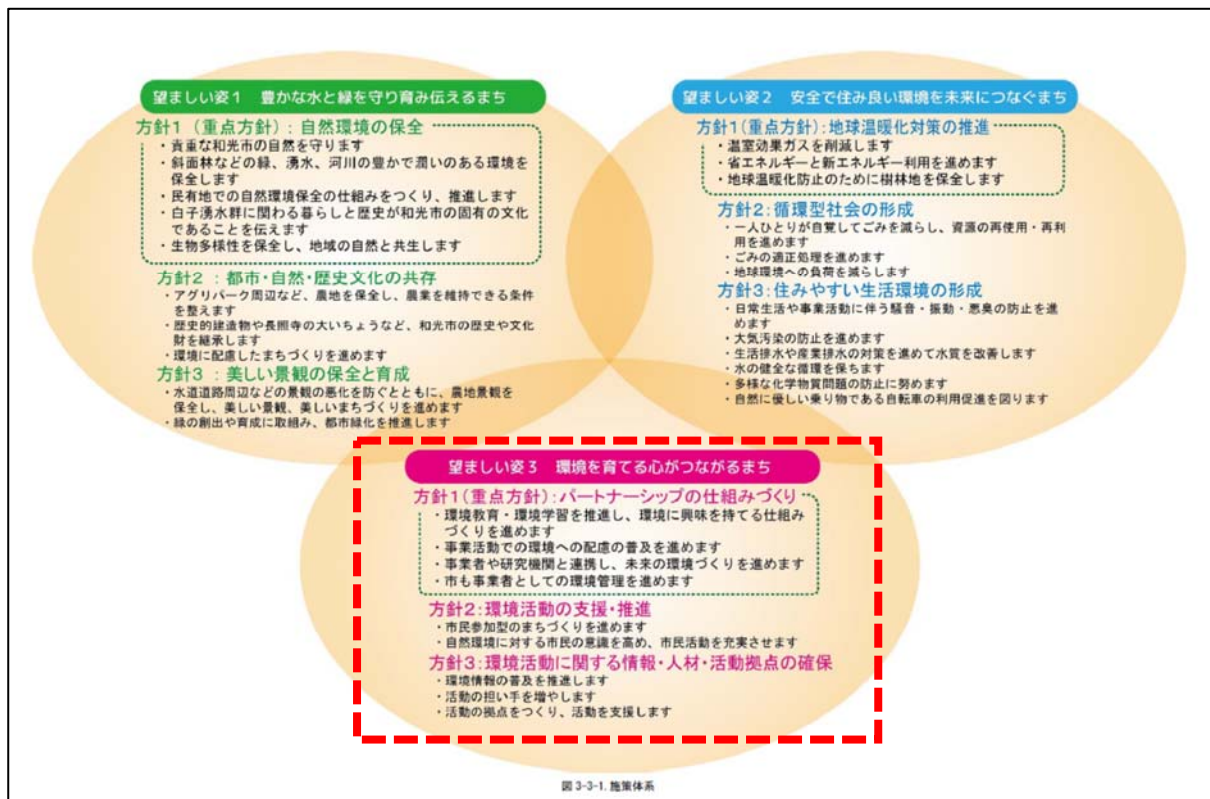 望ましい姿1 豊かな水と緑を守り育み伝えるまち
方針1（重点方針）：自然環境の保全
・貴重な和光市の自然を守ります
・斜面林などの緑、湧水、河川の豊かで潤いのある環境を
保全します
・民有地での自然環境保全の仕組みをつくり、推進します
・白子湧水群に関わる暮らしと歴史が和光市の固有の文化
であることを伝えます
・生物多様性を保全し、地域の自然と共生します
方針2：都市・自然・歴史文化の共存
・アグリパーク周辺など、農地を保全し、農業を維持できる条件
を整えます
・歴史的建造物や長照寺の大いちょうなど、和光市の歴史や文化
財を継承します
・環境に配慮したまちづくりを進めます
方針3：美しい景観の保全と育成
・水道道路周辺などの景観の悪化を防ぐとともに、農地景観を
保全し、美しい景観、美しいまちづくりを進めます
・緑の創出や育成に取組み、都市緑化を推進します
望ましい姿2 安全で住み良い環境を未来につなぐまち
方針1（重点方針）：地球温暖化対策の推進
・温室効果ガスを削減します
・省エネルギーと新エネルギー利用を進めます
・地球温暖化防止のために樹林地を保全します
方針2：循環型社会の形成
・一人ひとりが自覚してごみを減らし、資源の再使用・再利
用を進めます
・ごみの適正処理を進めます
・地球環境への負荷を減らします
方針3：住みやすい生活環境の形成
・日常生活や事業活動に伴う騒音・振動・悪臭の防止を進
めます
・大気汚染の防止を進めます
・生活排水や産業排水の対策を進めて水質を改善します
・水の健全な循環を保ちます
・多様な化学物質問題の防止に努めます
・自然に優しい乗り物である自転車の利用促進を図ります
望ましい姿3 環境を育てる心がつながるまち
方針1（重点方針）：パートナーシップの仕組みづくり
・環境教育・環境学習を推進し、環境に興味を持てる仕組み
づくりを進めます
・事業活動での環境への配慮の普及を進めます
・事業者や研究機関と連携し、未来の環境づくりを進めます
・市も事業者としての環境管理を進めます
方針2：環境活動の支援・推進
・市民参加型のまちづくりを進めます
・自然環境に対する市民の意識を高め、市民活動を充実させます
方針3：環境活動に関する情報・人材・活動拠点の確保
・環境情報の普及を推進します
・活動の担い手を増やします
・活動の拠点をつくり、活動を支援します
図3-3-1. 施策体系